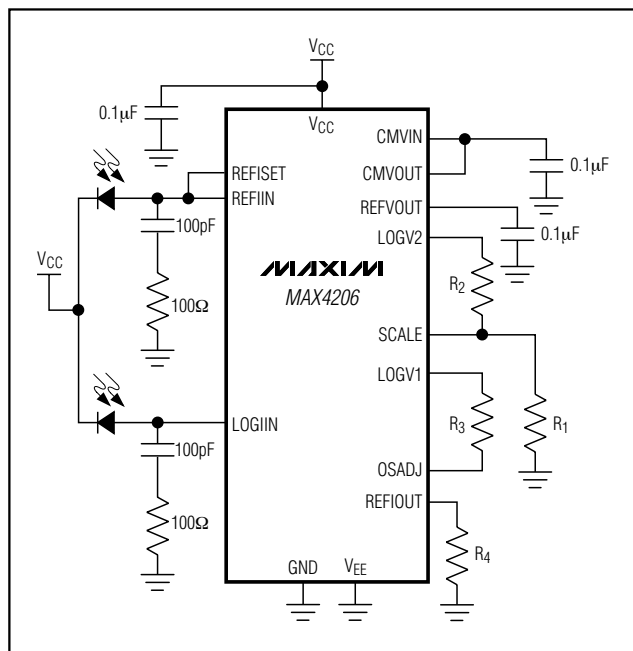 VCC
0.1µF
VCC
CMVIN
CMVOUT
0.1µF
REFISET
REFIIN
REFVOUT
100pF
LOGV2
0.1µF
VCC
MAXIM
MAX4206
R2
100Ω
SCALE
LOGV1
LOGIIN
R3
R1
100pF
OSADJ
REFIOUT
100Ω
R4
GND
VEE